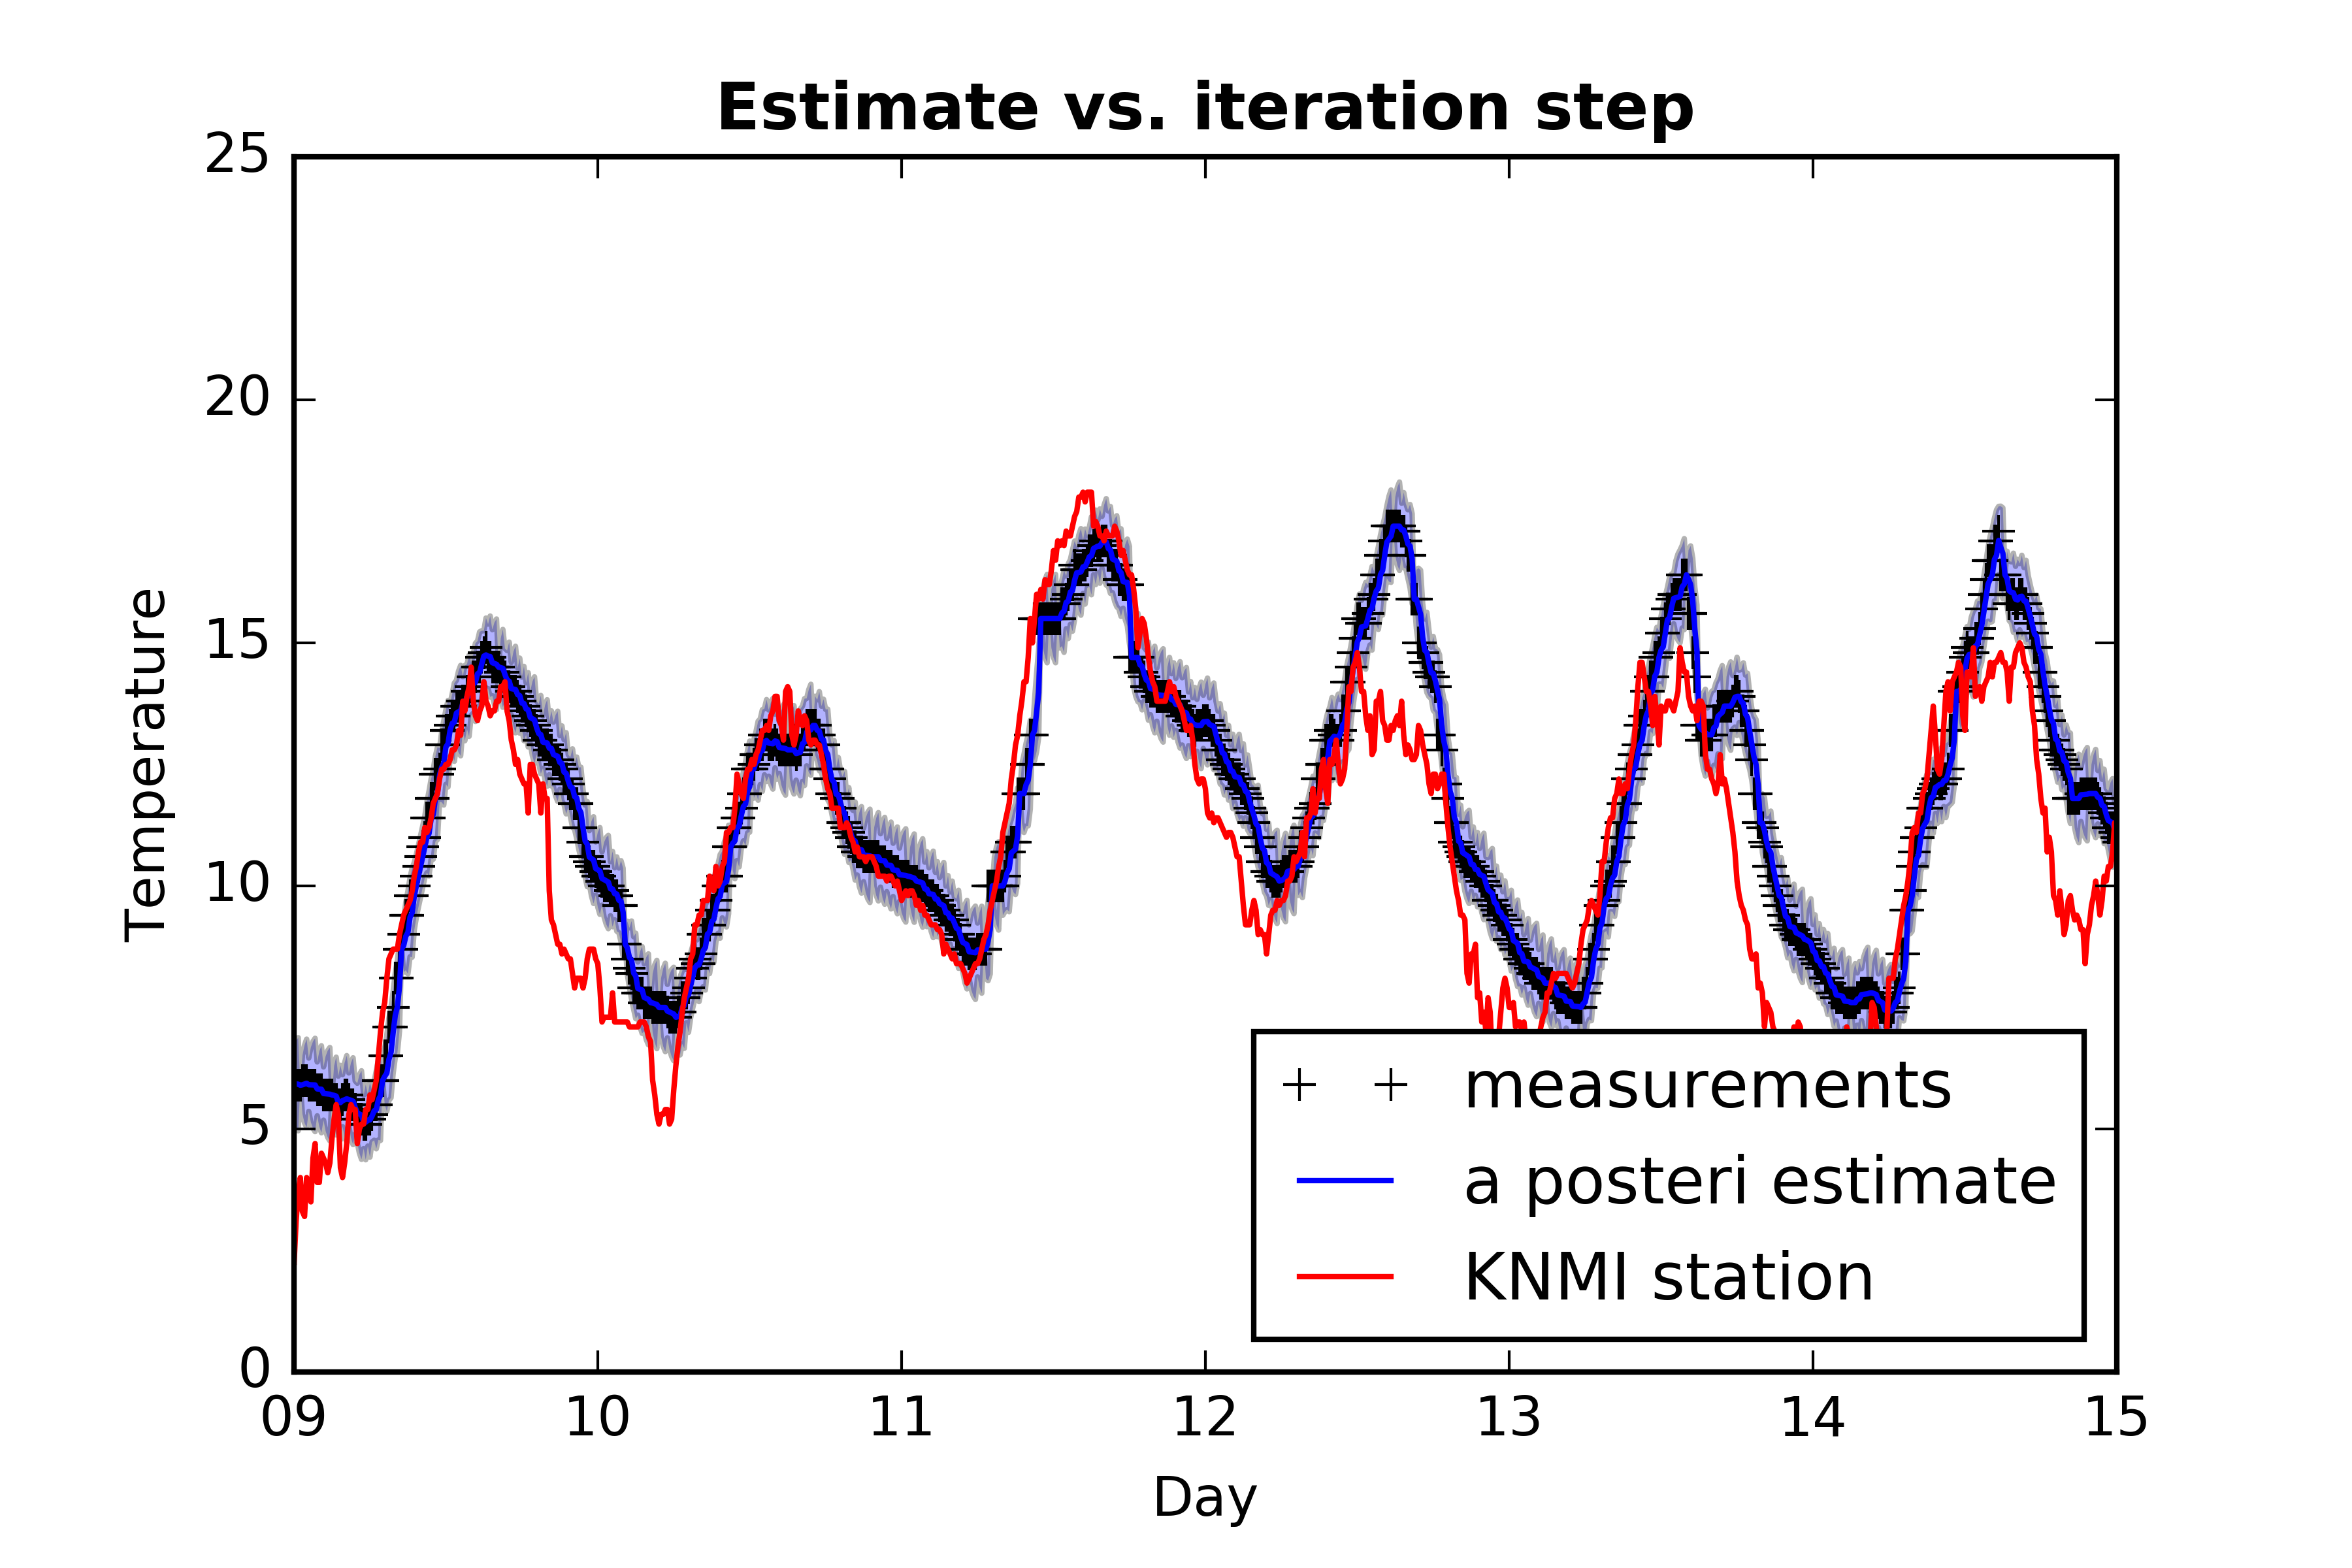 Estimate vs. iteration step
25
20
15
10
5
0
Temperature
09 10 11 12 13 14 15
Day
measurements
a posteri estimate
KNMI station